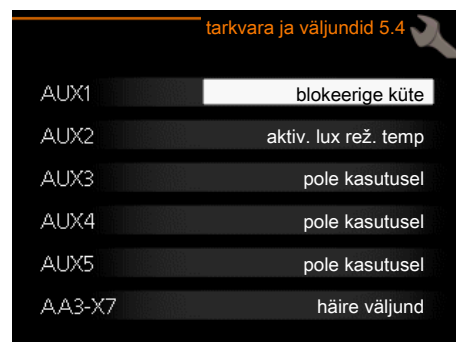 tarkvara ja väljundid 5.4
AUX1 blokeerige küte
AUX2 aktiv. lux rež. temp
AUX3 pole kasutusel
AUX4 pole kasutusel
AUX5 pole kasutusel
AA3-X7 häire väljund